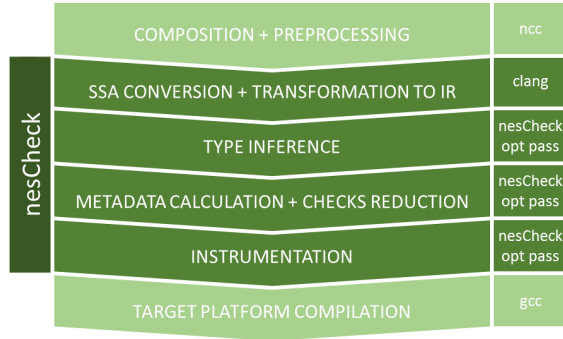 COMPOSITION + PREPROCESSING
ncc
nesCheck
SSA CONVERSION + TRANSFORMATION TO IR
clang
TYPE INFERENCE
nesCheck
opt pass
METADATA CALCULATION + CHECKS REDUCTION
nesCheck
opt pass
INSTRUMENTATION
nesCheck
opt pass
TARGET PLATFORM COMPILATION
gcc